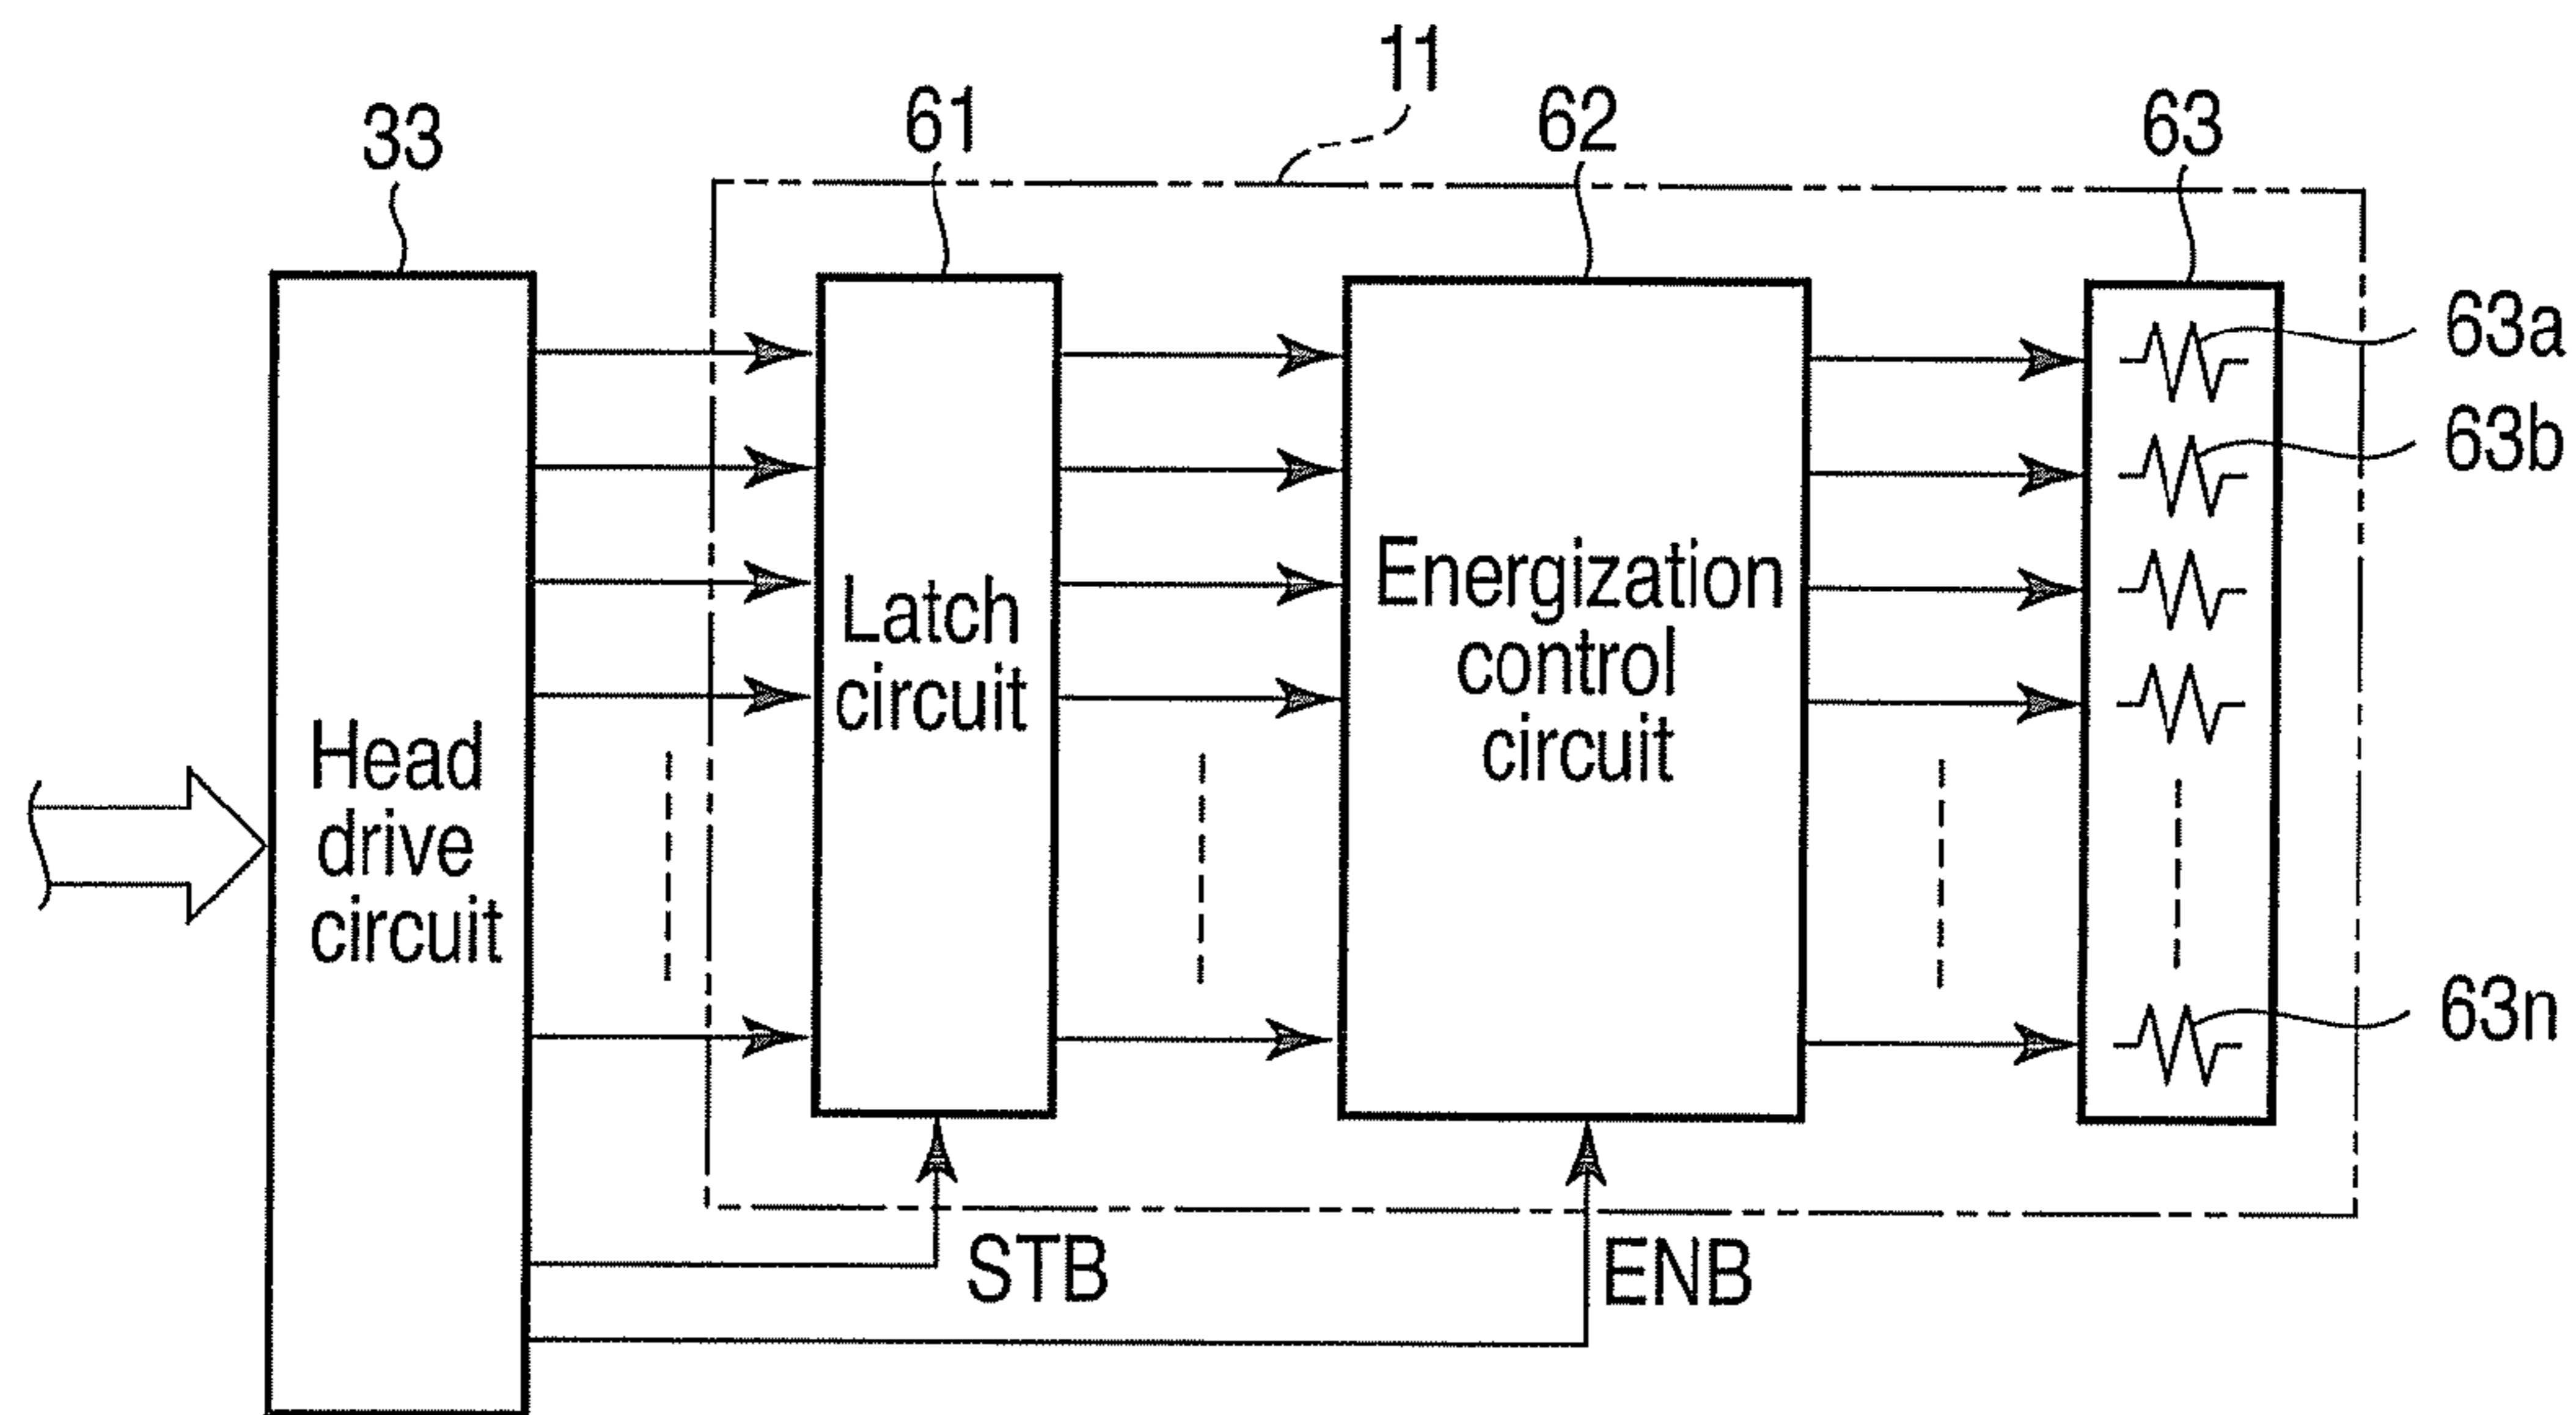 11
33
61
62
63
63a
63b
63n
Head
drive
circuit
Latch
circuit
Energization
control
circuit
STB
ENB